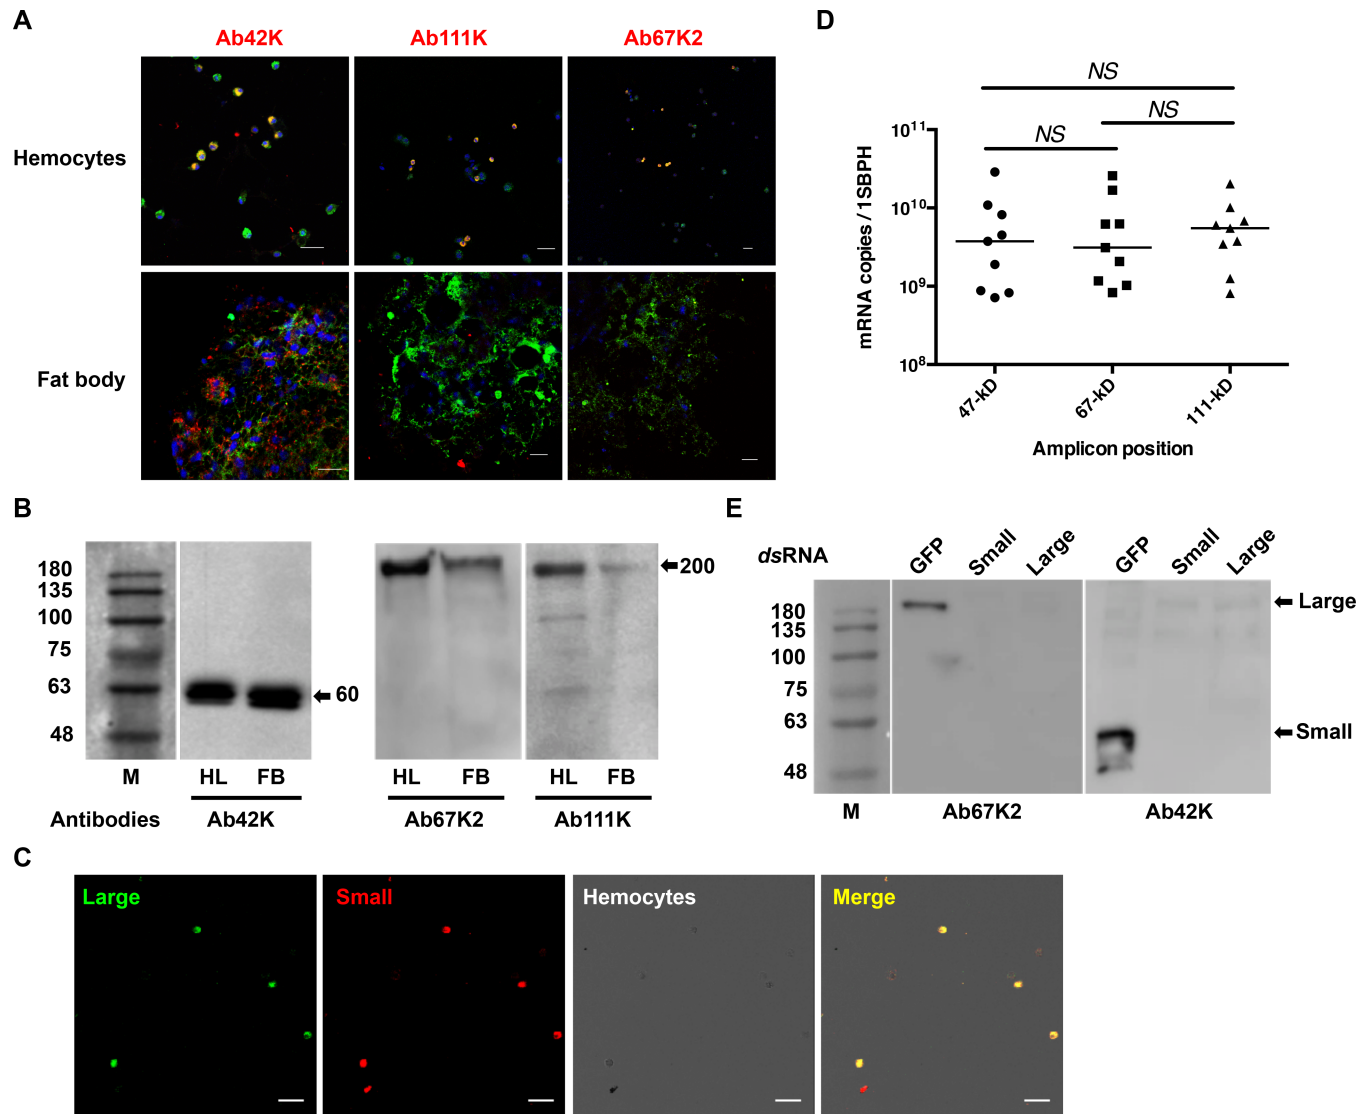 A
Ab42K Ab111K Ab67K2
Hemocytes
Fat body
B
180
135
100
75
63
48
60
200
M HL FB HL FB HL FB
Antibodies Ab42K Ab67K2 Ab111K
C
Large Small Hemocytes Merge
D
NS
NS
NS
mRNA copies / 1SBPH
10¹¹
10¹⁰
10⁹
10⁸
47-kD 67-kD 111-kD
Amplicon position
E
dsRNA GFP Small Large GFP Small Large
180
135
100
75
63
48
Large
Small
M Ab67K2 Ab42K